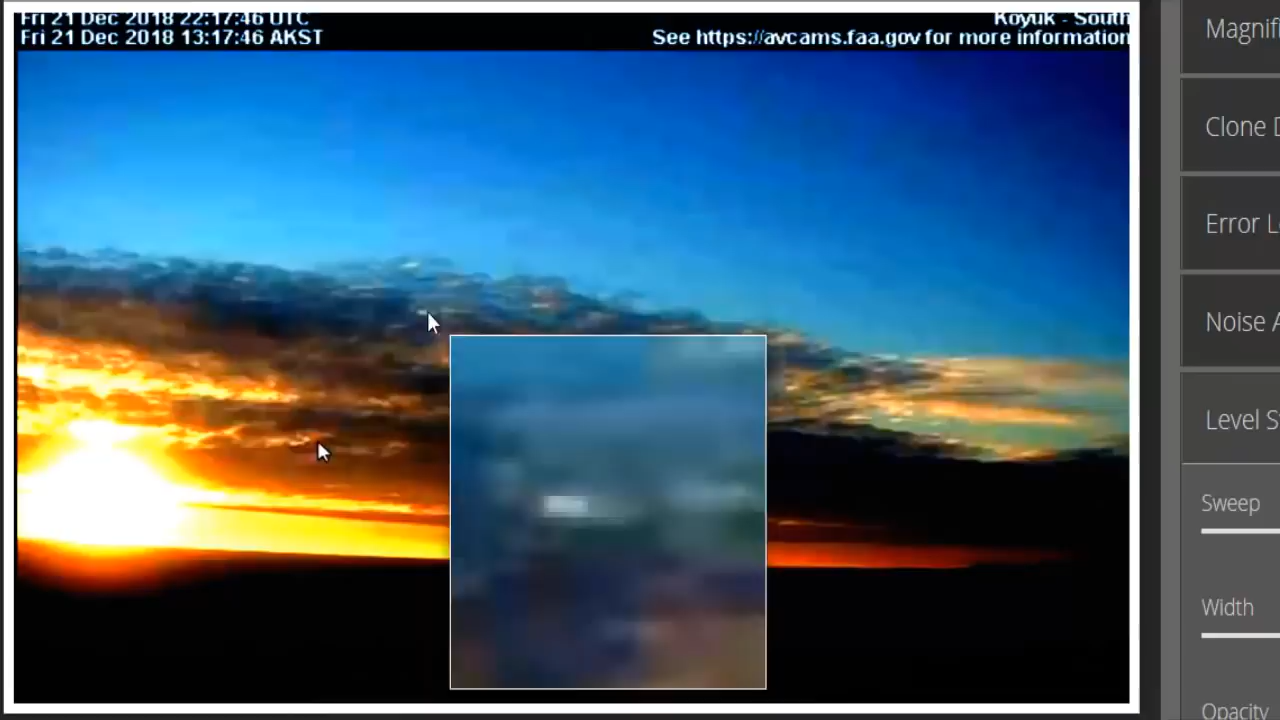 Fri 21 Dec 2018 22:17:46 UTC
Koyuk - South
Fri 21 Dec 2018 13:17:46 AKST
See https://avcams.faa.gov for more information
Magnifi
Clone D
Error L
Noise A
Level S
Sweep
Width
Opacity